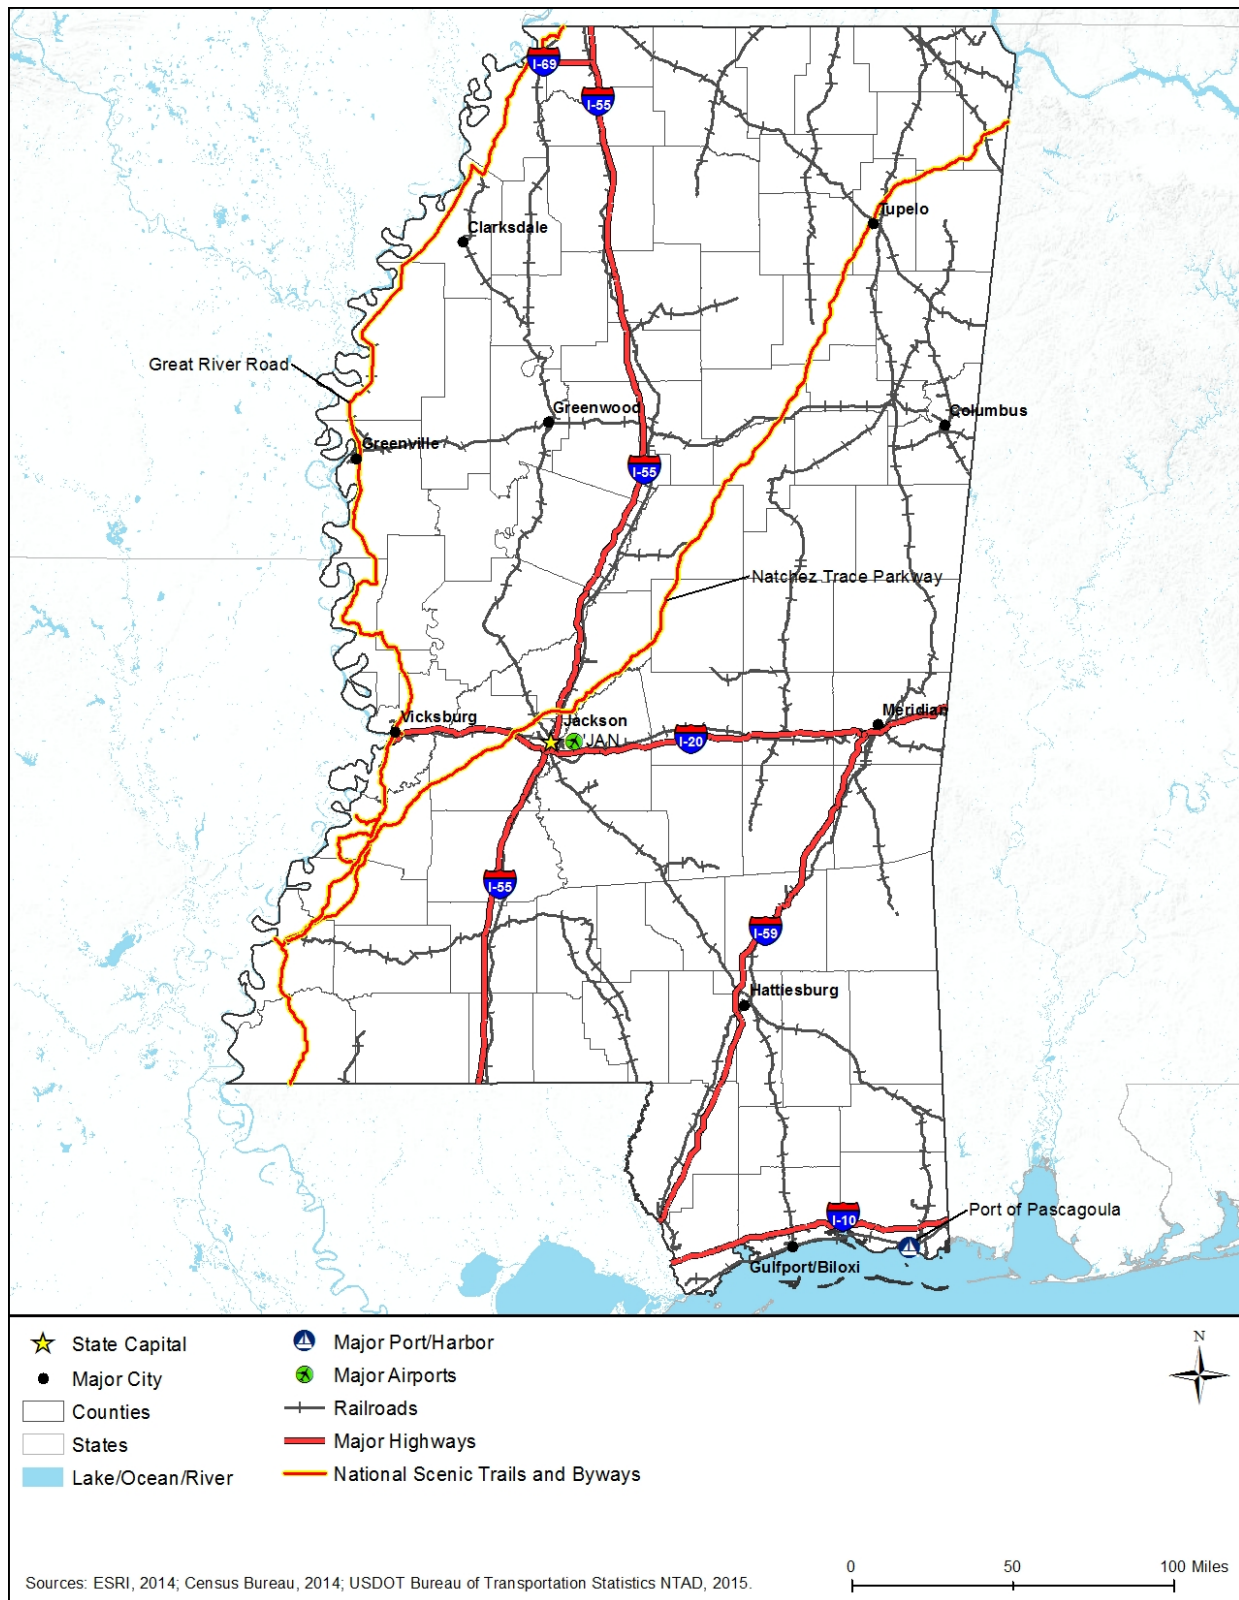 I-69
I-55
Tupelo
Clarksdale
Great River Road
Greenwood
Columbus
Greenville
I-55
Natchez Trace Parkway
Vicksburg
Jackson
Meridian
JAN
I-20
I-55
I-59
Hattiesburg
Port of Pascagoula
I-10
Gulfport/Biloxi
State Capital
Major City
Counties
States
Lake/Ocean/River
Major Port/Harbor
Major Airports
Railroads
Major Highways
National Scenic Trails and Byways
N
0 50 100 Miles
Sources: ESRI, 2014; Census Bureau, 2014; USDOT Bureau of Transportation Statistics NTAD, 2015.